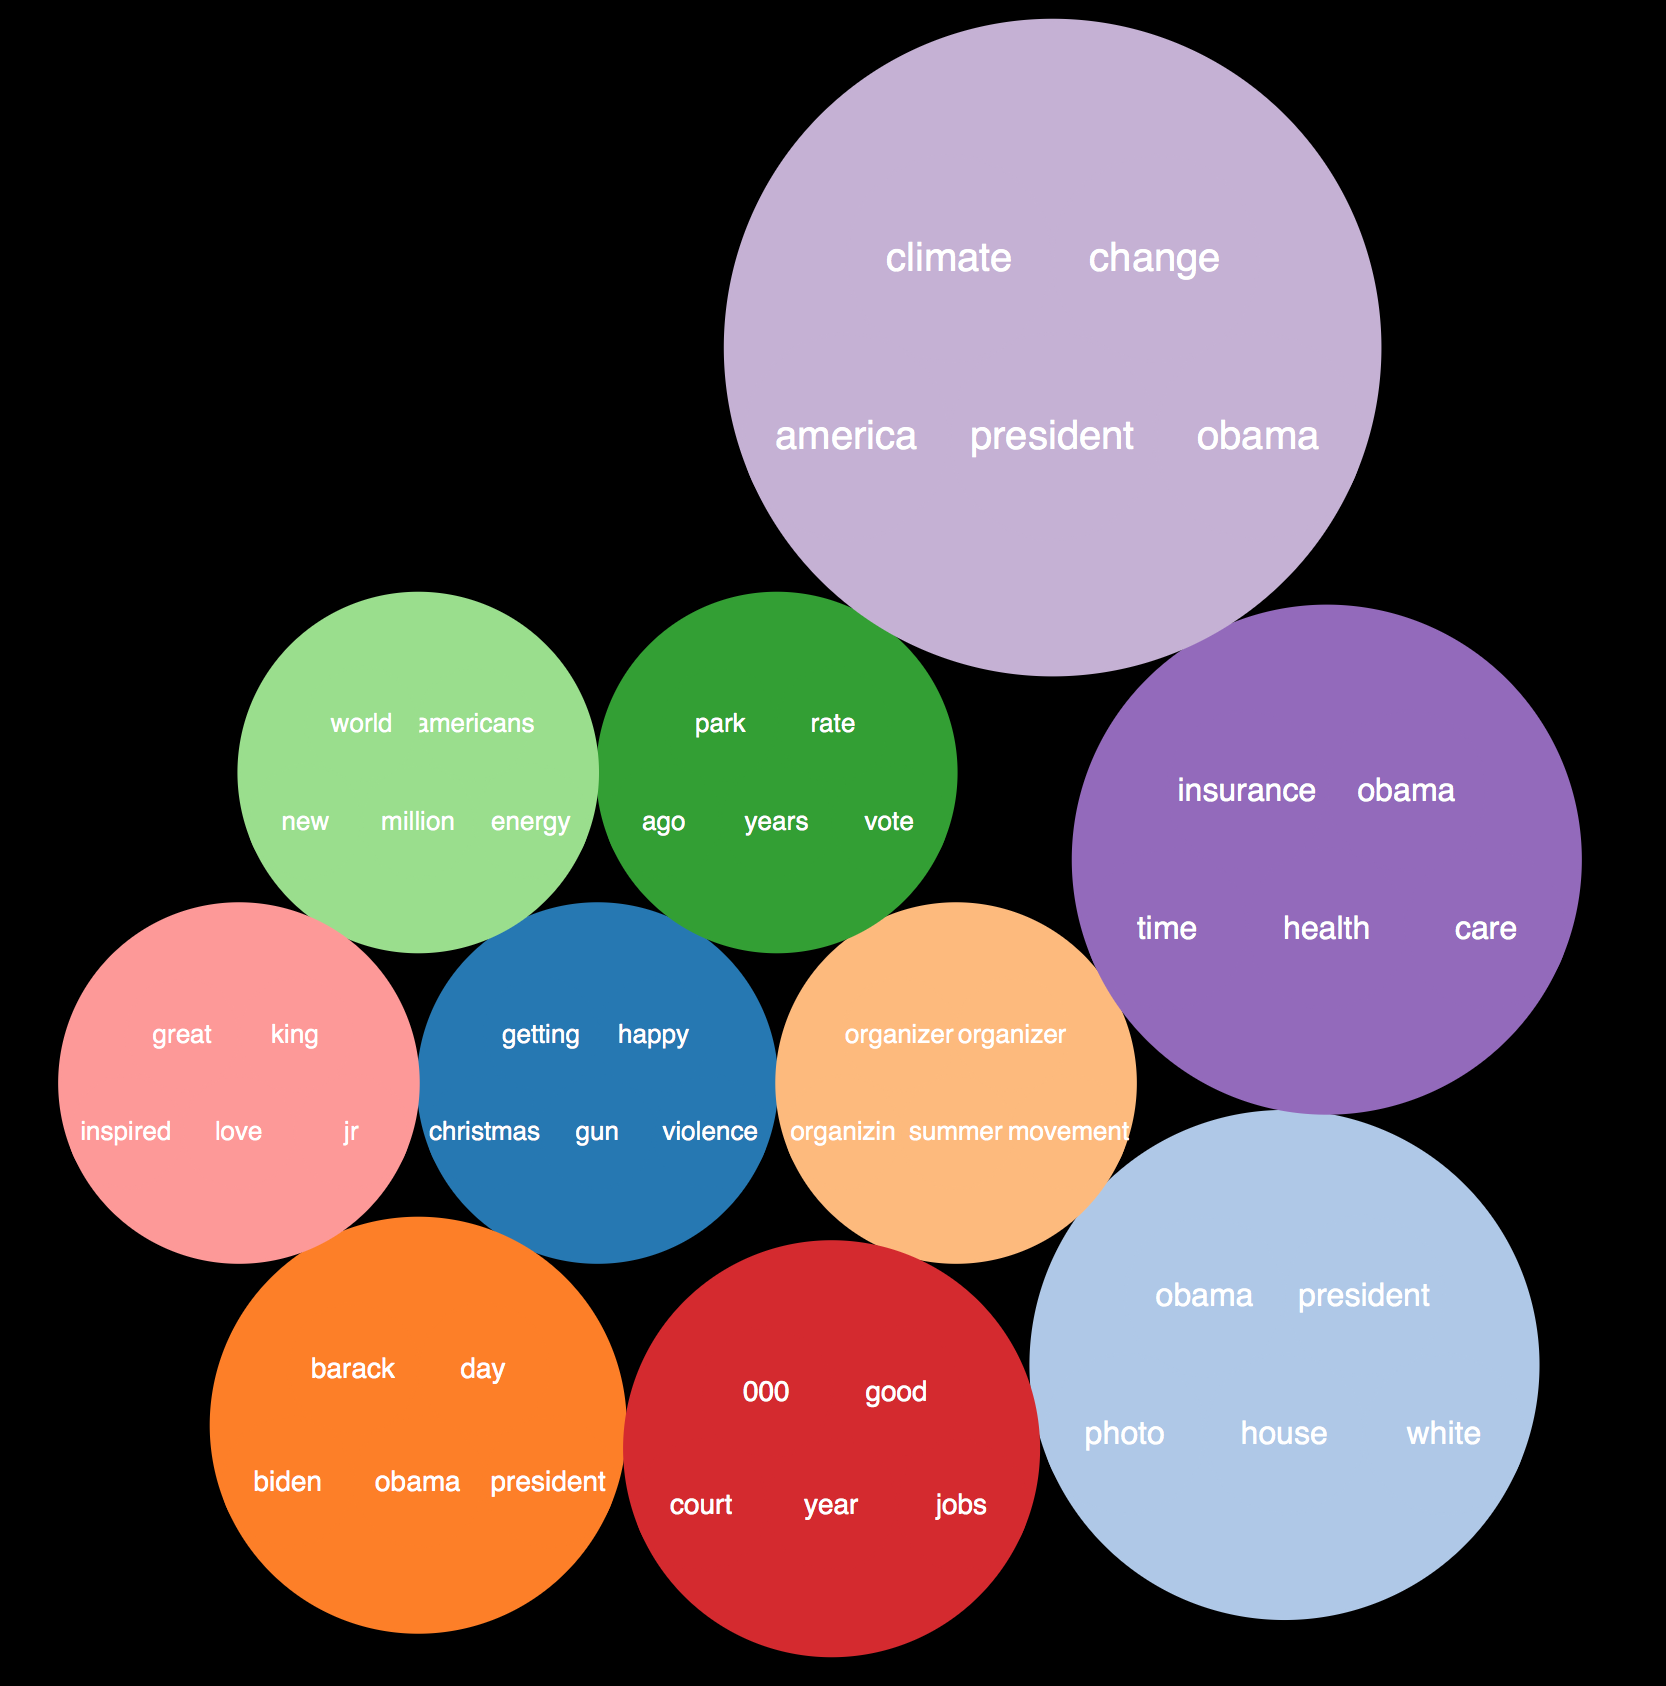 climate change
america president obama
world americans
new million energy
park rate
ago years vote
insurance obama
time health care
great king
inspired love jr
getting happy
christmas gun violence
organizer organizer
organizin summer movement
barack day
biden obama president
000 good
court year jobs
obama president
photo house white